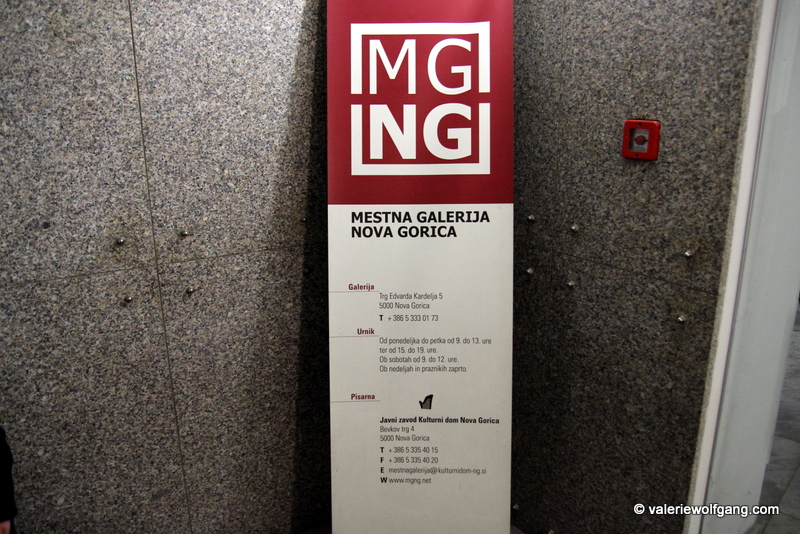 MG
NG
MESTNA GALERIJA
NOVA GORICA
Galerija
Trg Edvarda Kardelja 5
5000 Nova Gorica
T + 386 5 333 01 73
Urnik
Od ponedeljka do petka od 9. do 13. ure
ter od 15. do 19. ure.
Ob sobotah od 9. do 12. ure.
Ob nedeljah in praznikih zaprto.
Pisarna
Javni zavod Kulturni dom Nova Gorica
Bevkov trg 4
5000 Nova Gorica
T + 386 5 335 40 15
F + 386 5 335 40 20
E mestnagalerija@kulturnidom-ng.si
W www.mgng.net
© valeriewolfgang.com